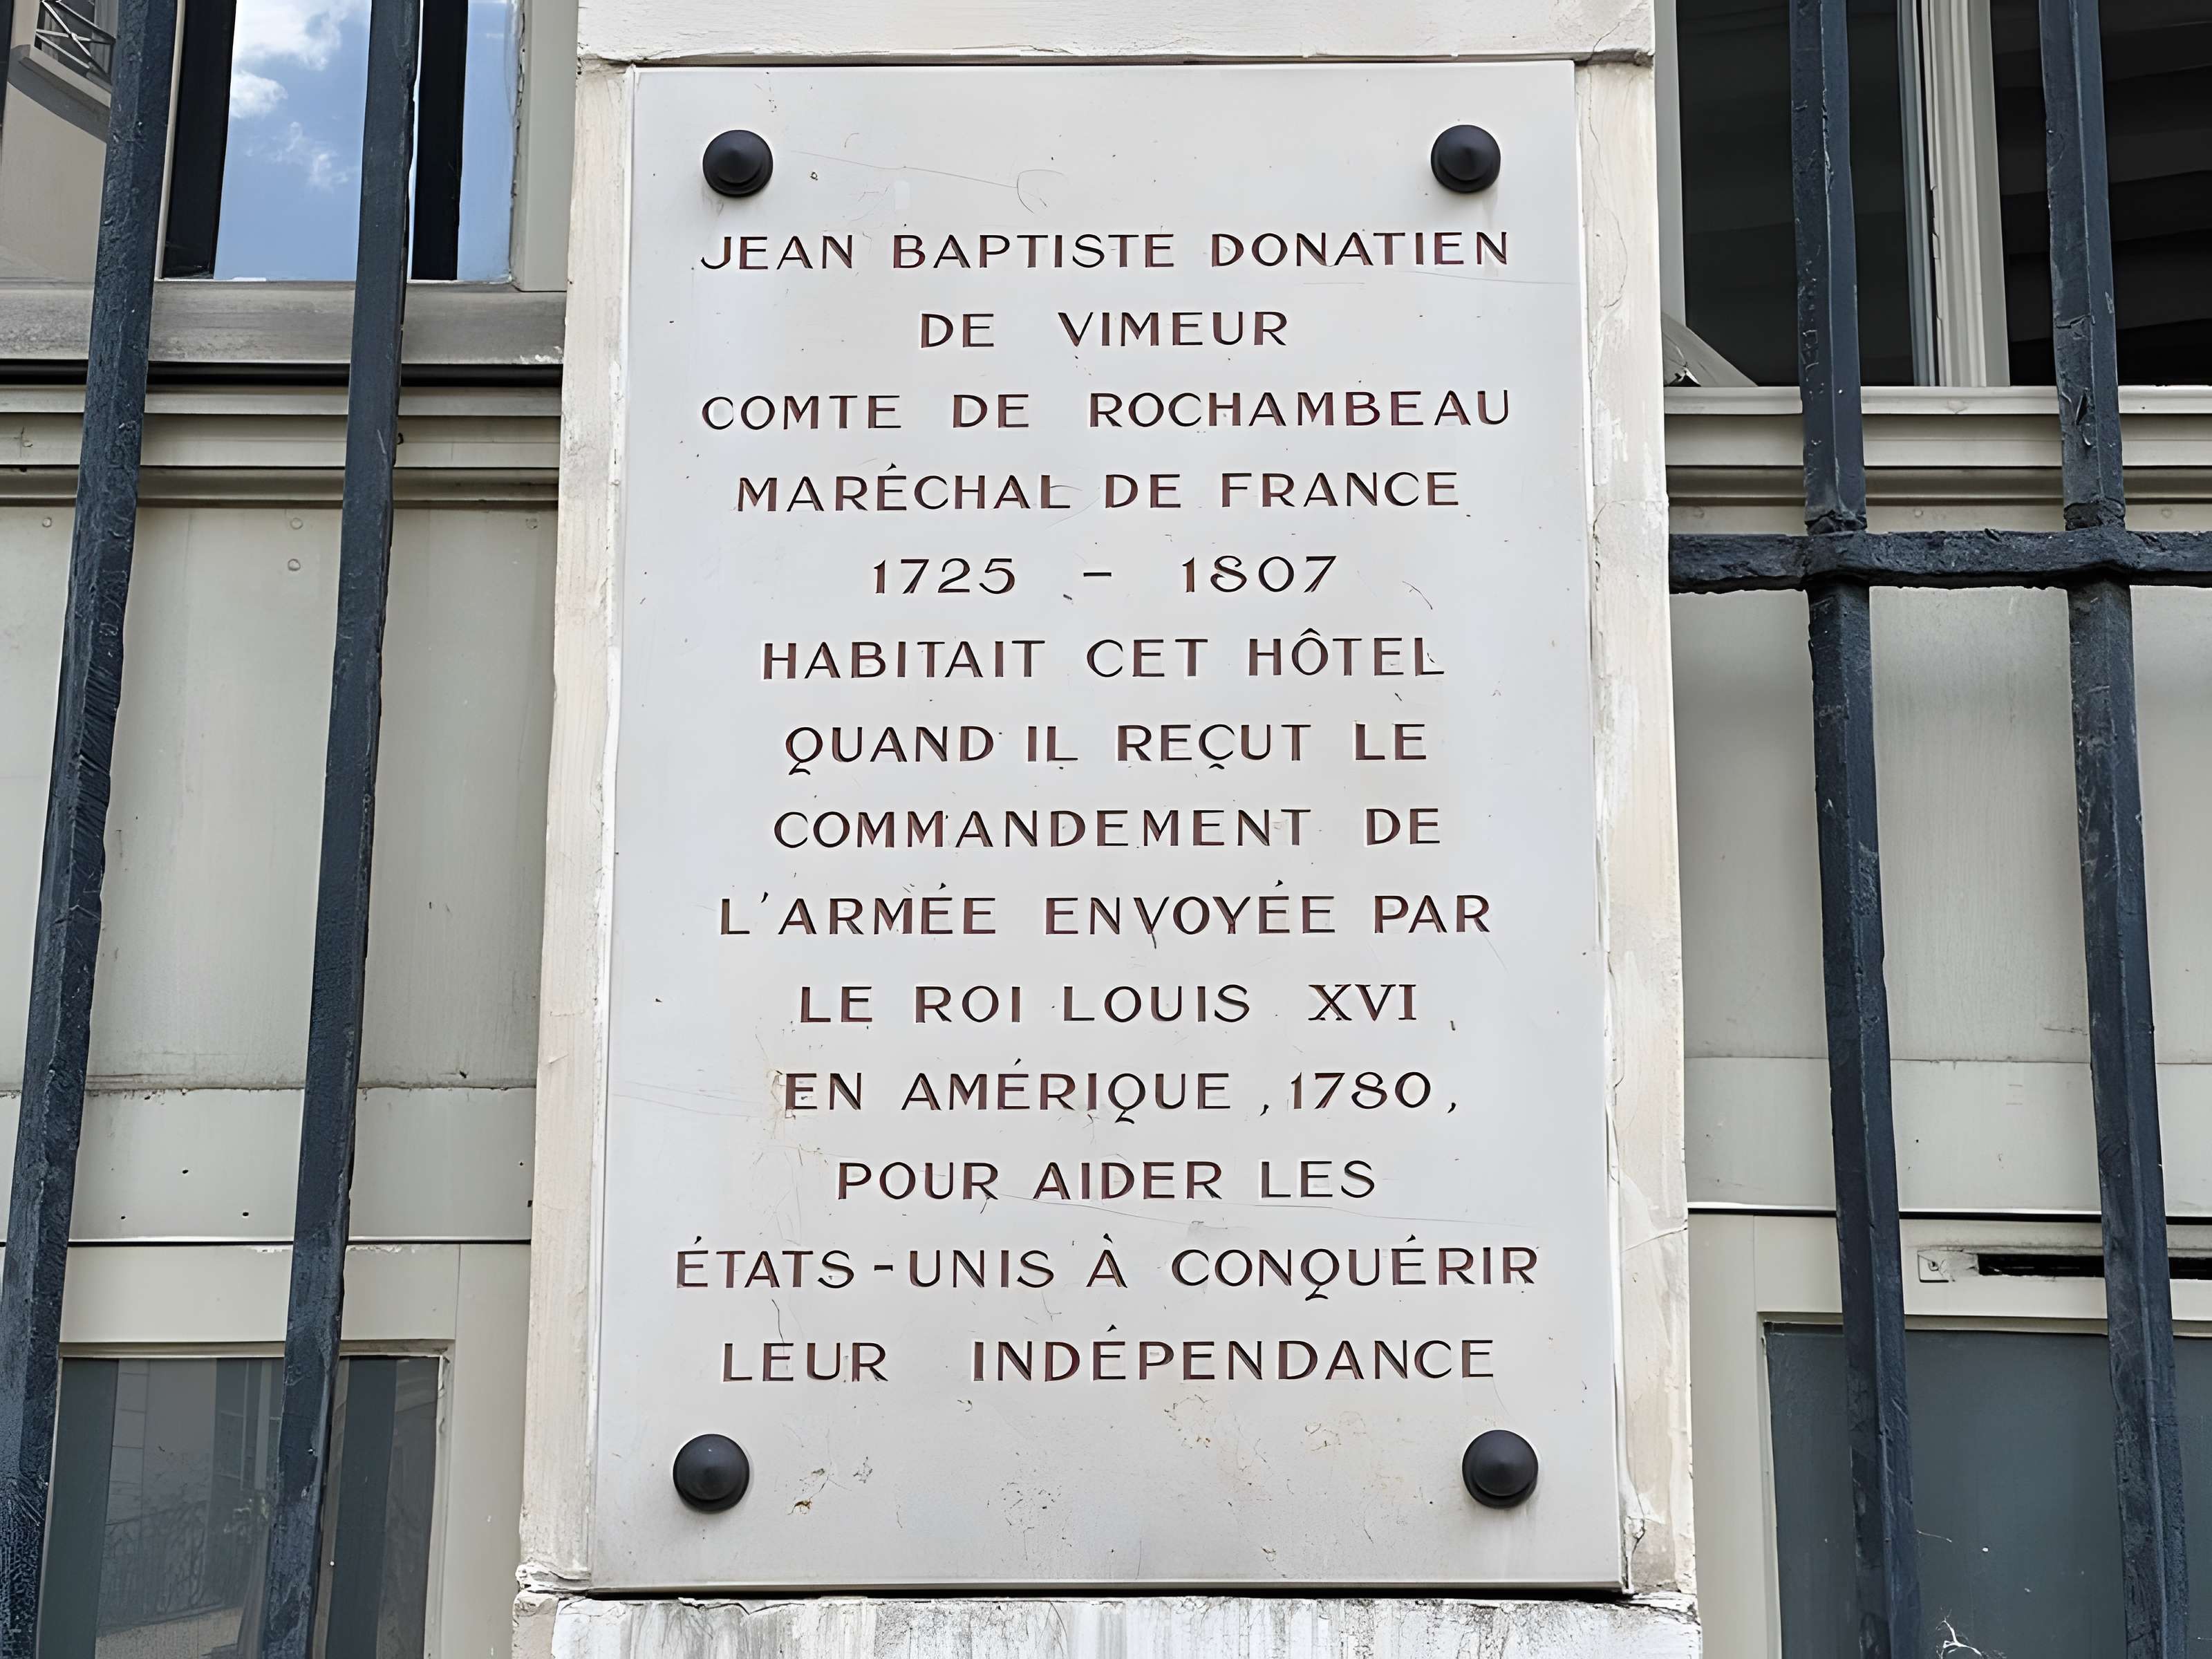 JEAN BAPTISTE DONATIEN
DE VIMEUR
COMTE DE ROCHAMBEAU
MARÉCHAL DE FRANCE
1725 - 1807
HABITAIT CET HÔTEL
QUAND IL REÇUT LE
COMMANDEMENT DE
L'ARMÉE ENVOYÉE PAR
LE ROI LOUIS XVI
EN AMÉRIQUE, 1780,
POUR AIDER LES
ÉTATS-UNIS À CONQUÉRIR
LEUR INDÉPENDANCE